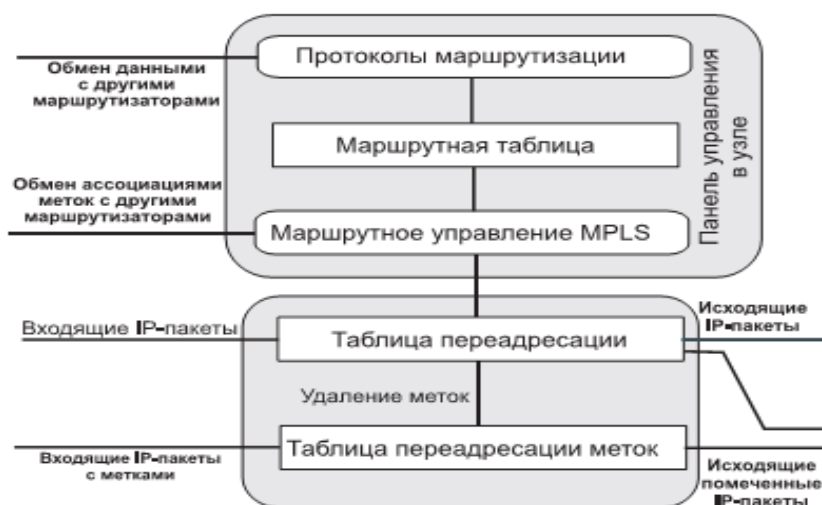 Протоколы маршрутизации
Обмен данными
с другими
маршрутизаторами
Маршрутная таблица
Панель управления
в узле
Обмен ассоциациями
меток с другими
маршрутизаторами
Маршрутное управление MPLS
Входящие IP-пакеты
Таблица переадресации
Исходящие
IP-пакеты
Удаление меток
Входящие IP-пакеты
с метками
Таблица переадресации меток
Исходящие
помеченные
IP-пакеты